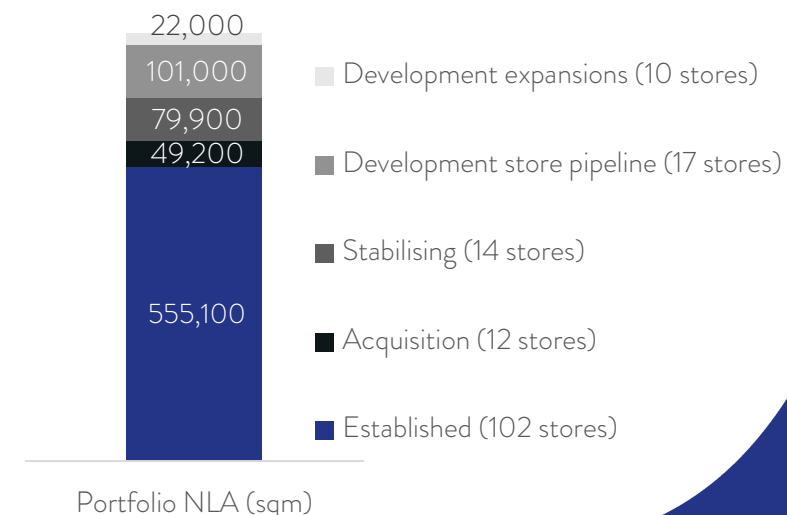 22,000
101,000
79,900
49,200
555,100
Development expansions (10 stores)
Development store pipeline (17 stores)
Stabilising (14 stores)
Acquisition (12 stores)
Established (102 stores)
Portfolio NLA (sqm)